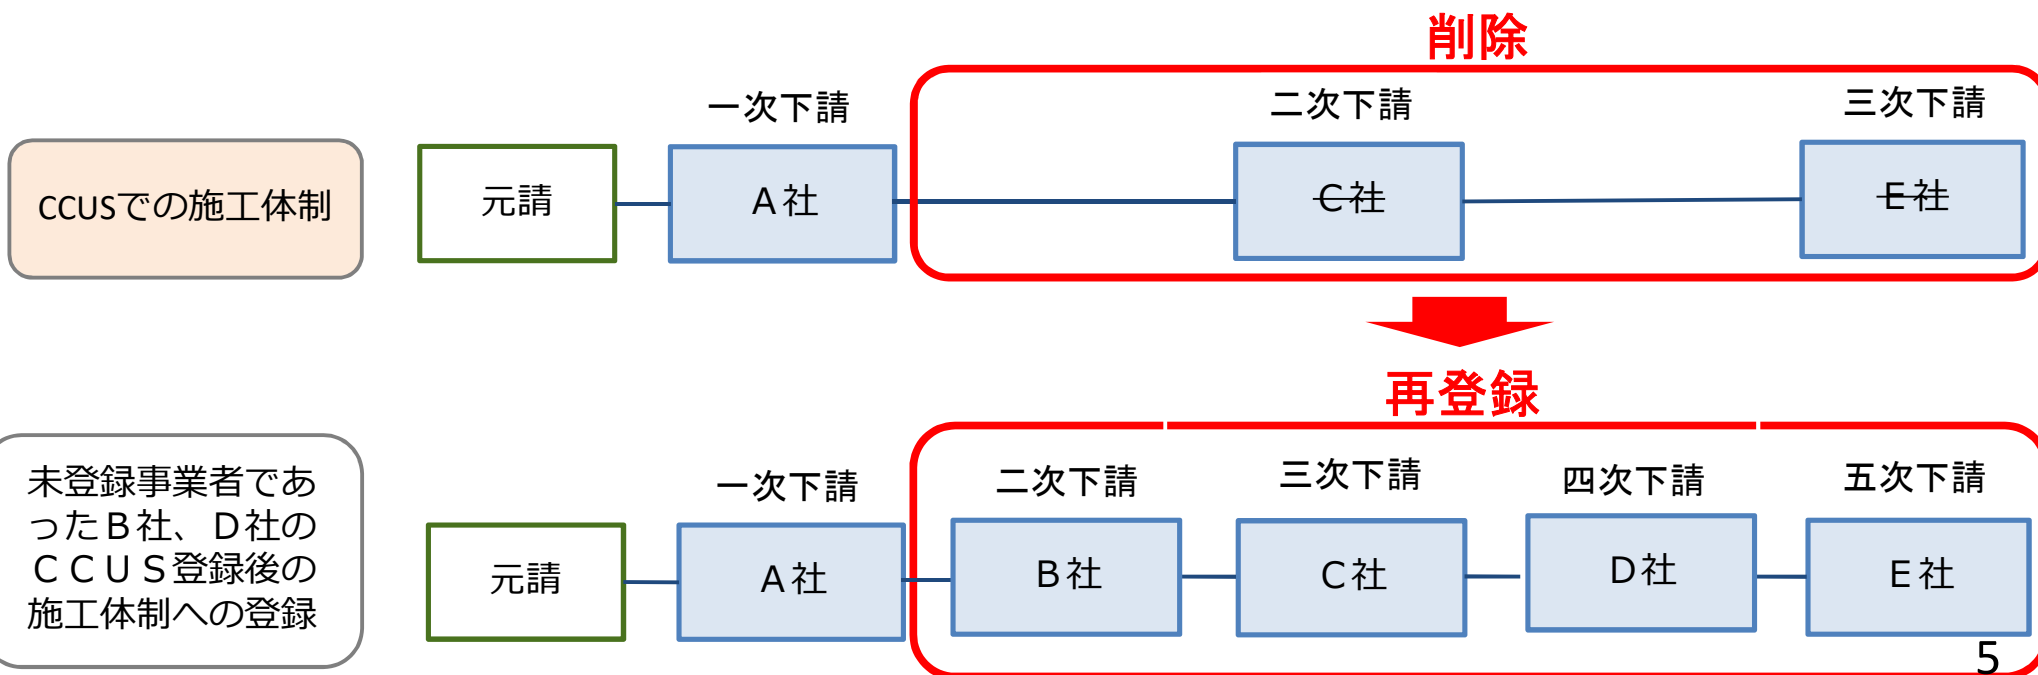 削除
一次下請
二次下請
三次下請
CCUSでの施工体制
元請
A社
C社
E社
再登録
一次下請
二次下請
三次下請
四次下請
五次下請
未登録事業者であ
ったB社、D社の
ＣＣＵＳ登録後の
施工体制への登録
元請
A社
B社
C社
D社
E社
5